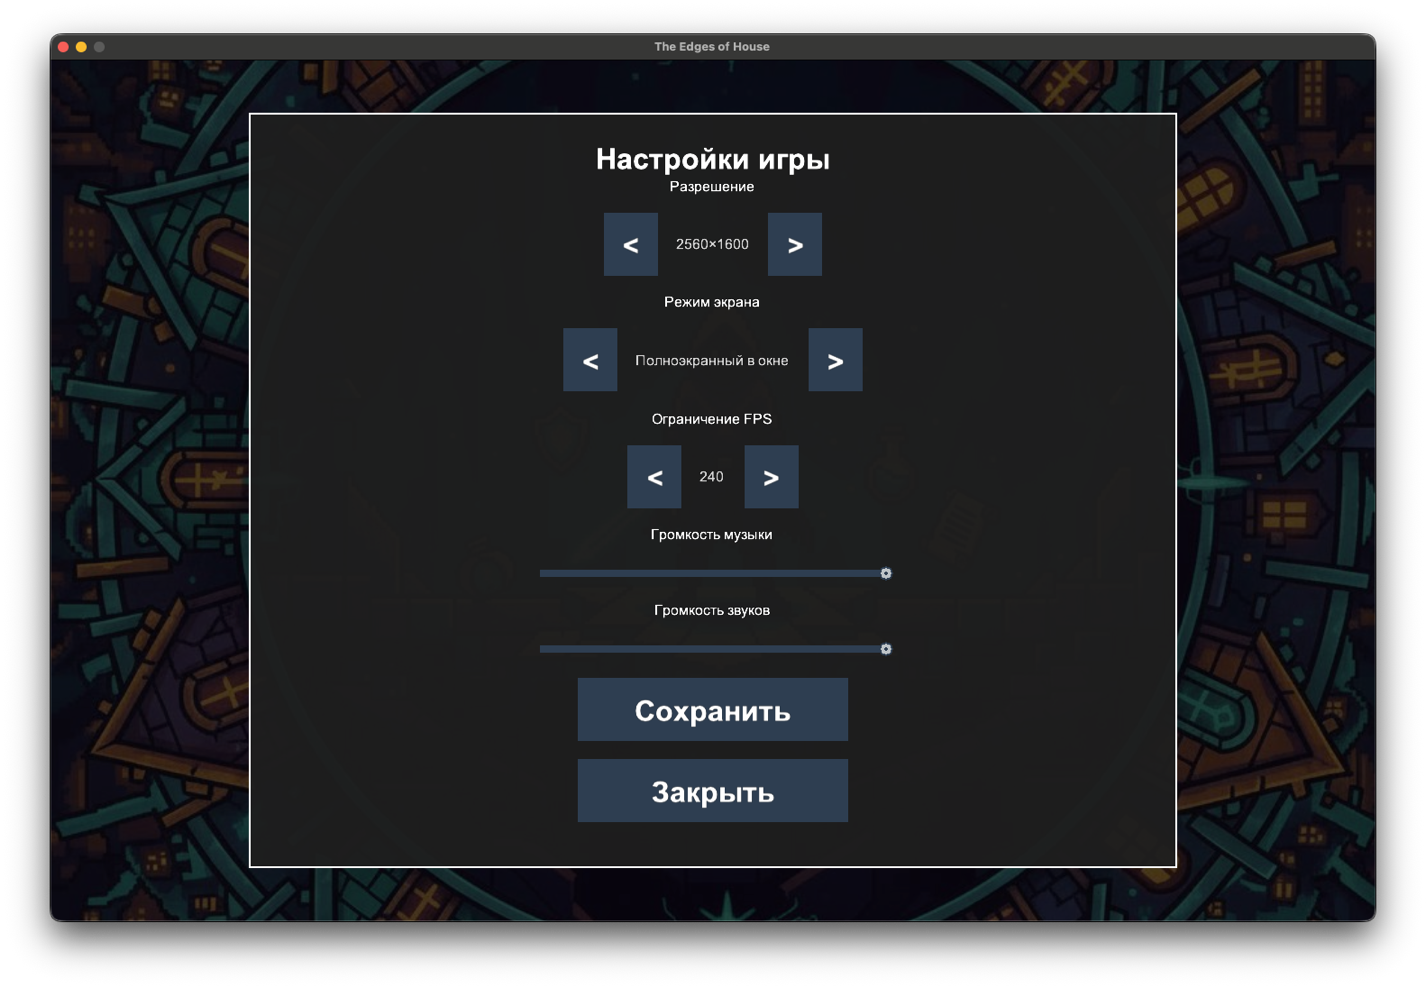 The Edges of House
Настройки игры
Разрешение
< 2560×1600 >
Режим экрана
< Полноэкранный в окне >
Ограничение FPS
< 240 >
Громкость музыки
Громкость звуков
Сохранить
Закрыть